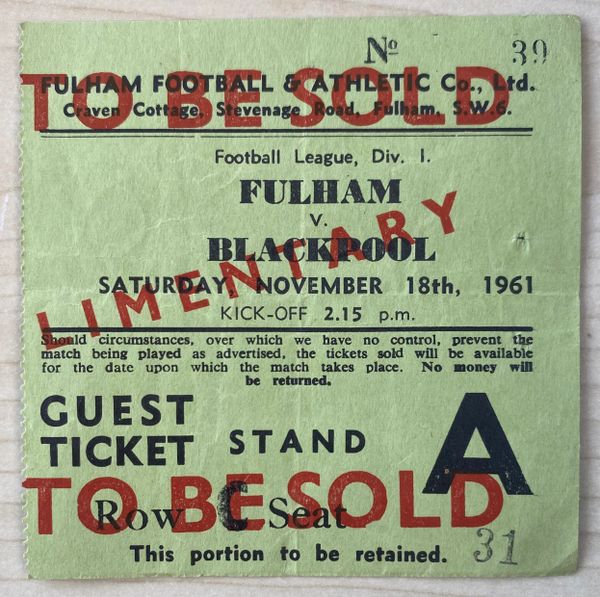 Nº 39
TO BE SOLD
FULHAM FOOTBALL & ATHLETIC Co., Ltd.
Craven Cottage, Stevenage Road, Fulham, S.W.6.
Football League, Div. I.
FULHAM
v.
BLACKPOOL
LIMENTARY
SATURDAY, NOVEMBER 18th, 1961
KICK-OFF 2.15 p.m.
Should circumstances, over which we have no control, prevent the
match being played as advertised, the tickets sold will be available
for the date upon which the match takes place. No money will
be returned.
GUEST
TICKET STAND A
TO BE SOLD
Row C Seat 31
This portion to be retained.